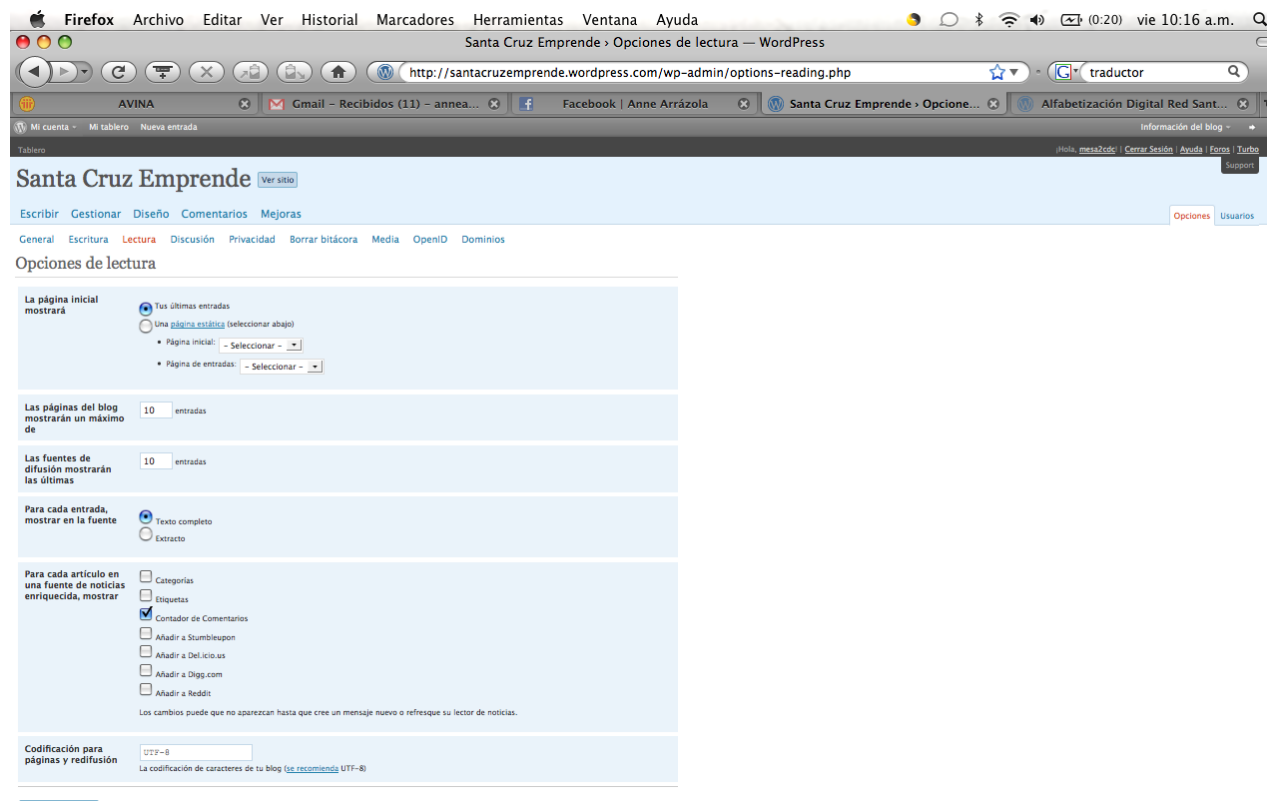 Firefox Archivo Editar Ver Historial Marcadores Herramientas Ventana Ayuda (0:20) vie 10:16 a.m.
Santa Cruz Emprende › Opciones de lectura — WordPress
http://santacruzemprende.wordpress.com/wp-admin/options-reading.php G traductor
AVINA Gmail – Recibidos (11) – annea... Facebook | Anne Arrázola Santa Cruz Emprende › Opcione... Alfabetización Digital Red Sant...
Mi cuenta Mi tablero Nueva entrada Información del blog
Tablero ¡Hola, mesa2cdc! | Cerrar Sesión | Ayuda | Foros | Turbo
Support
Santa Cruz Emprende Ver sitio
Escribir Gestionar Diseño Comentarios Mejoras Opciones Usuarios
General Escritura Lectura Discusión Privacidad Borrar bitácora Media OpenID Dominios
Opciones de lectura
La página inicial
mostrará
Tus últimas entradas
Una página estática (seleccionar abajo)
• Página inicial: – Seleccionar –
• Página de entradas: – Seleccionar –
Las páginas del blog
mostrarán un máximo
de
10 entradas
Las fuentes de
difusión mostrarán
las últimas
10 entradas
Para cada entrada,
mostrar en la fuente
Texto completo
Extracto
Para cada artículo en
una fuente de noticias
enriquecida, mostrar
Categorías
Etiquetas
Contador de Comentarios
Añadir a Stumbleupon
Añadir a Del.icio.us
Añadir a Digg.com
Añadir a Reddit
Los cambios puede que no aparezcan hasta que cree un mensaje nuevo o refresque su lector de noticias.
Codificación para
páginas y redifusión
UTF-8
La codificación de caracteres de tu blog (se recomienda UTF-8)